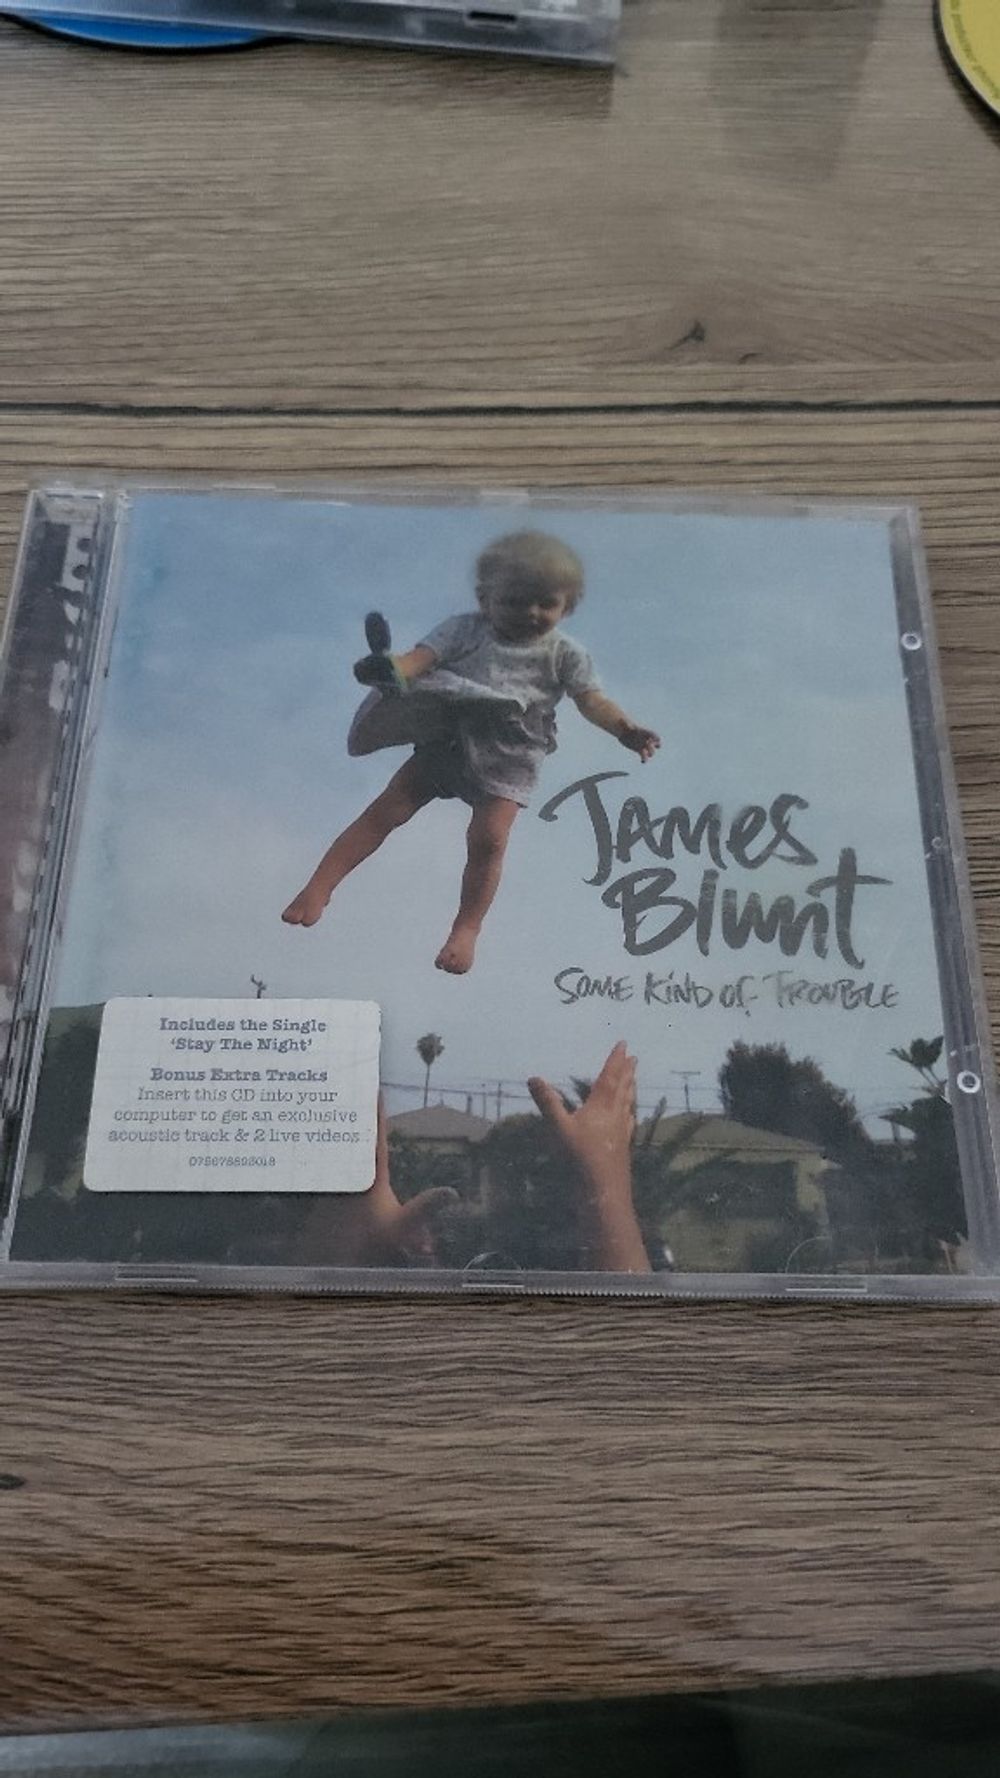 James
Blunt
Some Kind of Trouble
Includes the Single
'Stay The Night'
Bonus Extra Tracks
Insert this CD into your
computer to get an exclusive
acoustic track & 2 live videos